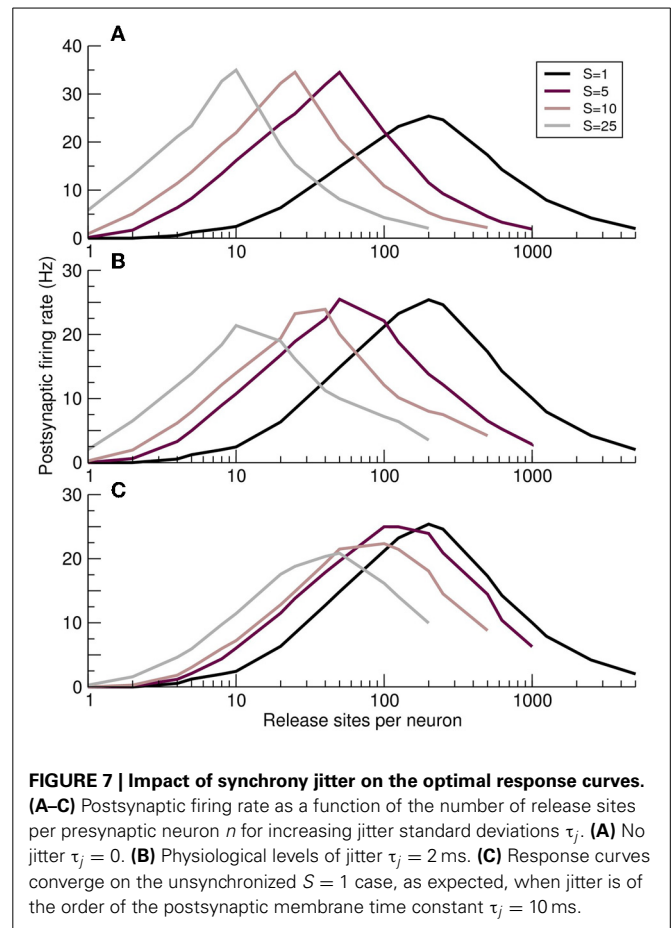 A
40
30
20
10
0
S=1
S=5
S=10
S=25
1
10
100
1000
B
30
20
10
0
Postsynaptic firing rate (Hz)
1
10
100
1000
C
30
20
10
0
1
10
100
1000
Release sites per neuron
FIGURE 7 | Impact of synchrony jitter on the optimal response curves.
(A–C) Postsynaptic firing rate as a function of the number of release sites
per presynaptic neuron n for increasing jitter standard deviations τj. (A) No
jitter τj = 0. (B) Physiological levels of jitter τj = 2 ms. (C) Response curves
converge on the unsynchronized S = 1 case, as expected, when jitter is of
the order of the postsynaptic membrane time constant τj = 10 ms.